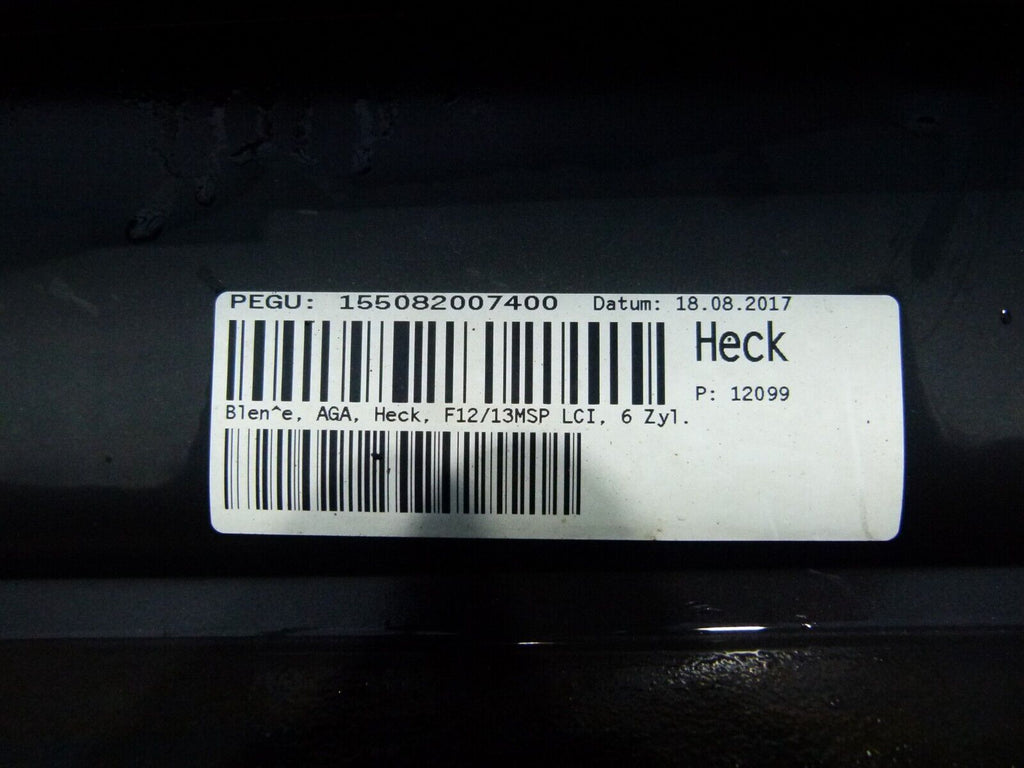 PEGU: 155082007400 Datum: 18.08.2017
Heck
P: 12099
Blen^e, AGA, Heck, F12/13MSP LCI, 6 Zyl.